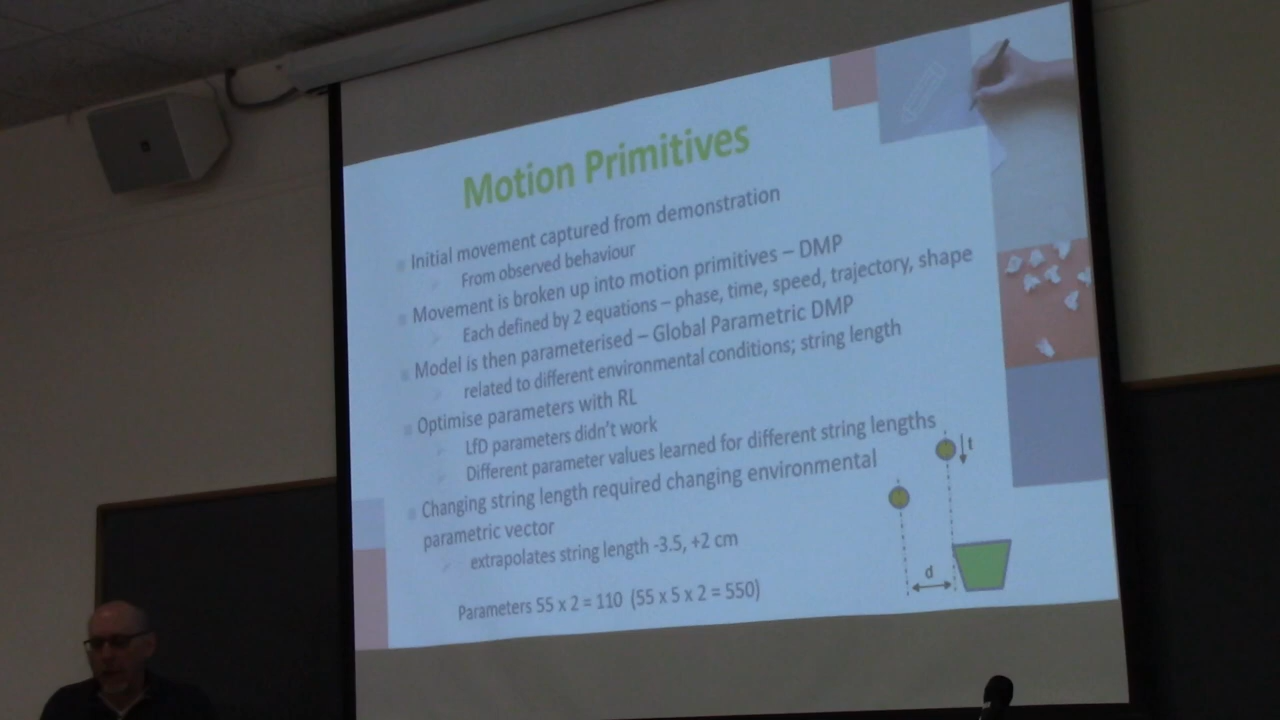 Motion Primitives
Initial movement captured from demonstration
From observed behaviour
Movement is broken up into motion primitives – DMP
Each defined by 2 equations – phase, time, speed, trajectory, shape
Model is then parameterised – Global Parametric DMP
related to different environmental conditions; string length
Optimise parameters with RL
LfD parameters didn't work
Different parameter values learned for different string lengths
Changing string length required changing environmental
parametric vector
extrapolates string length -3.5, +2 cm
Parameters 55 x 2 = 110 (55 x 5 x 2 = 550)
t
d